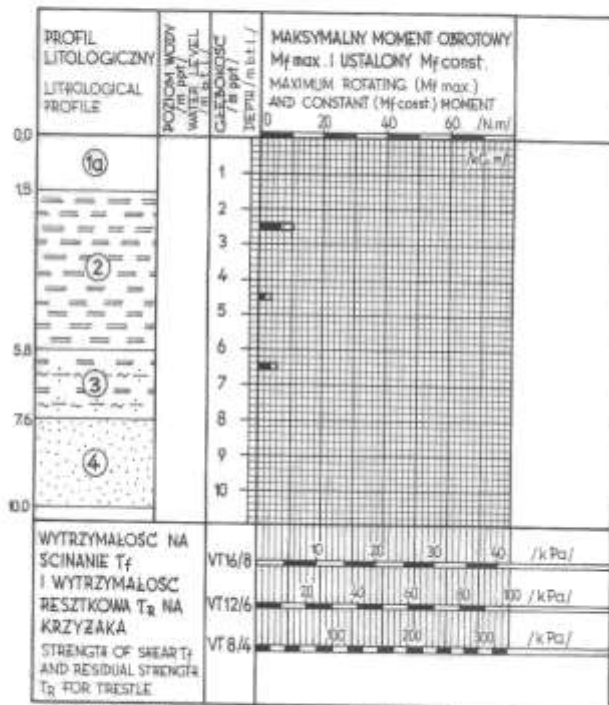 PROFIL
LITOLOGICZNY
LITHOLOGICAL
PROFILE
POZIOM WODY
/m ppt/
WATER LEVEL
/m b.t.l./
GŁĘBOKOŚĆ
/m ppt/
DEPTH /m b.t.l./
MAKSYMALNY MOMENT OBROTOWY
Mf max. I USTALONY Mf const.
MAXIMUM ROTATING (Mf max.)
AND CONSTANT (Mf const.) MOMENT
0 20 40 60 /N.m/
/kG.m/
0,0
1a
1,5
2
5,8
3
7,6
4
10.0
1
2
3
4
5
6
7
8
9
10
WYTRZYMAŁOŚĆ NA
ŚCINANIE Tf
I WYTRZYMAŁOŚĆ
RESZTKOWA TR NA
KRZYŻAKA
STRENGTH OF SHEAR Tf
AND RESIDUAL STRENGTH
TR FOR TRESTLE
VT16/8 10 20 30 40 /kPa/
VT12/6 20 40 60 80 100 /kPa/
VT8/4 100 200 300 /kPa/